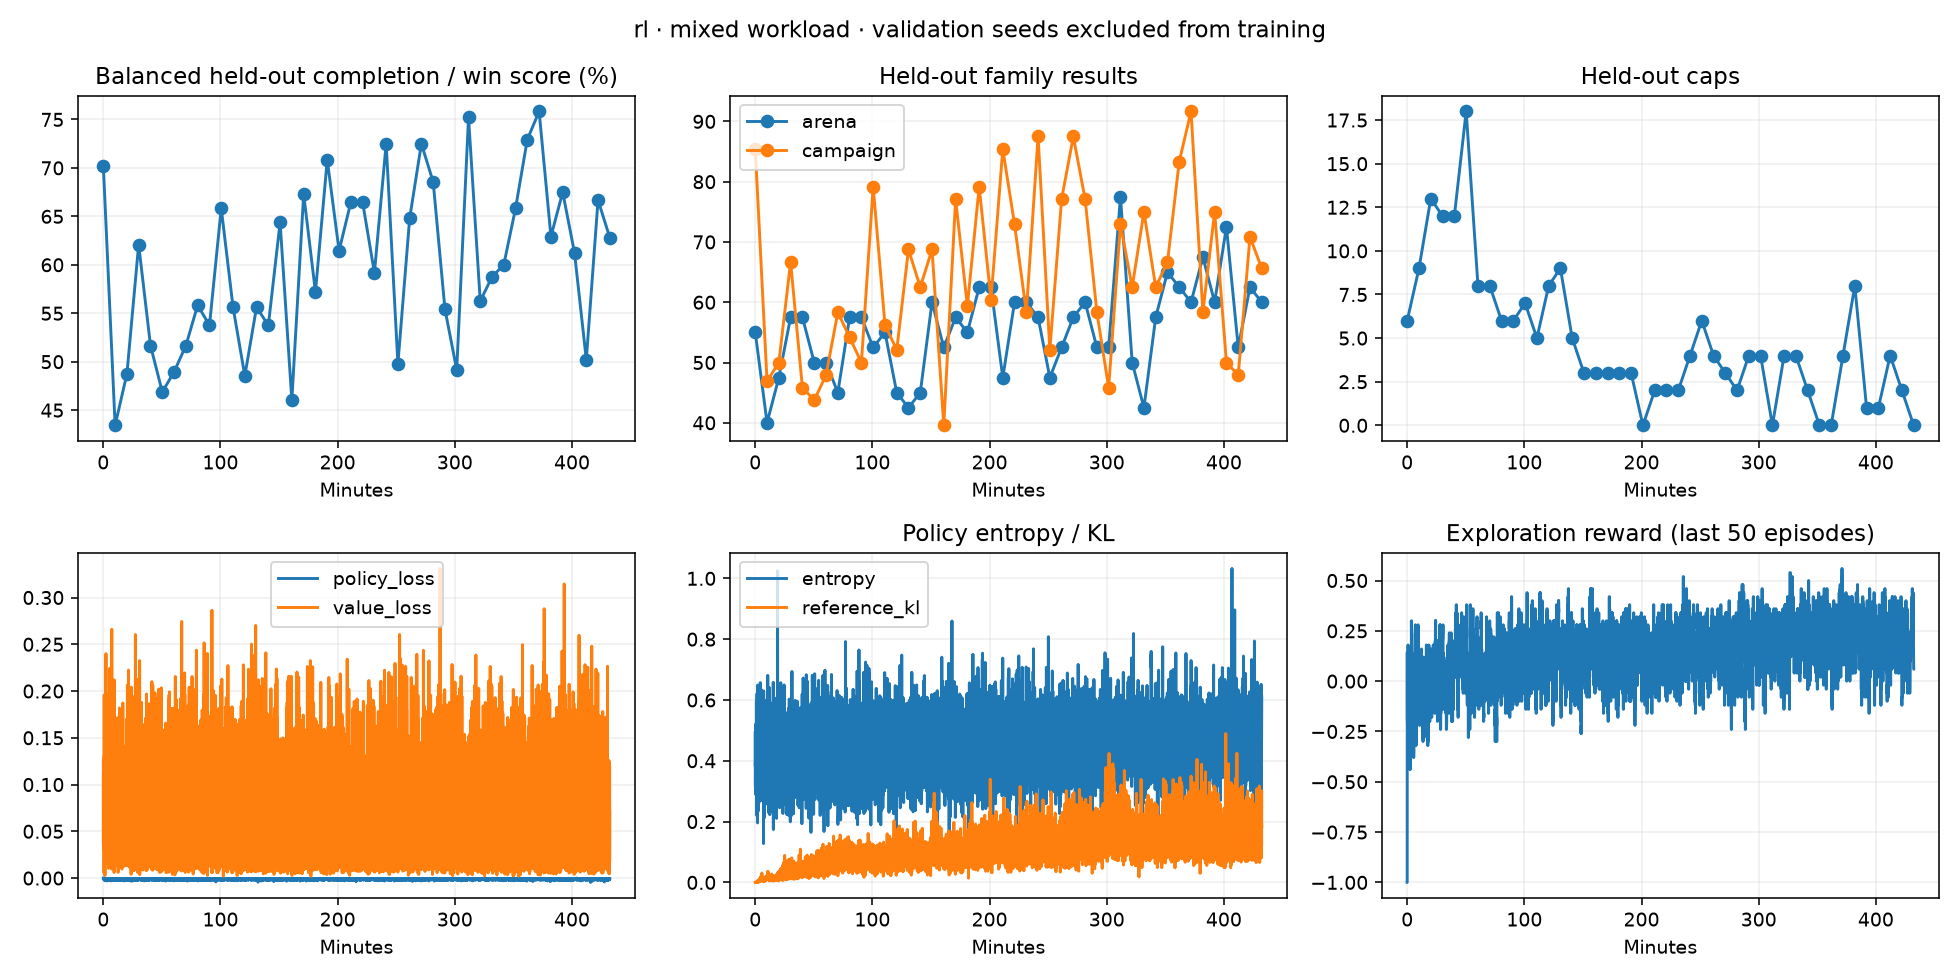 rl · mixed workload · validation seeds excluded from training
Balanced held-out completion / win score (%)
75
70
65
60
55
50
45
0 100 200 300 400
Minutes
Held-out family results
arena
campaign
90
80
70
60
50
40
0 100 200 300 400
Minutes
Held-out caps
17.5
15.0
12.5
10.0
7.5
5.0
2.5
0.0
0 100 200 300 400
Minutes
policy_loss
value_loss
0.30
0.25
0.20
0.15
0.10
0.05
0.00
0 100 200 300 400
Minutes
Policy entropy / KL
entropy
reference_kl
1.0
0.8
0.6
0.4
0.2
0.0
0 100 200 300 400
Minutes
Exploration reward (last 50 episodes)
0.50
0.25
0.00
−0.25
−0.50
−0.75
−1.00
0 100 200 300 400
Minutes